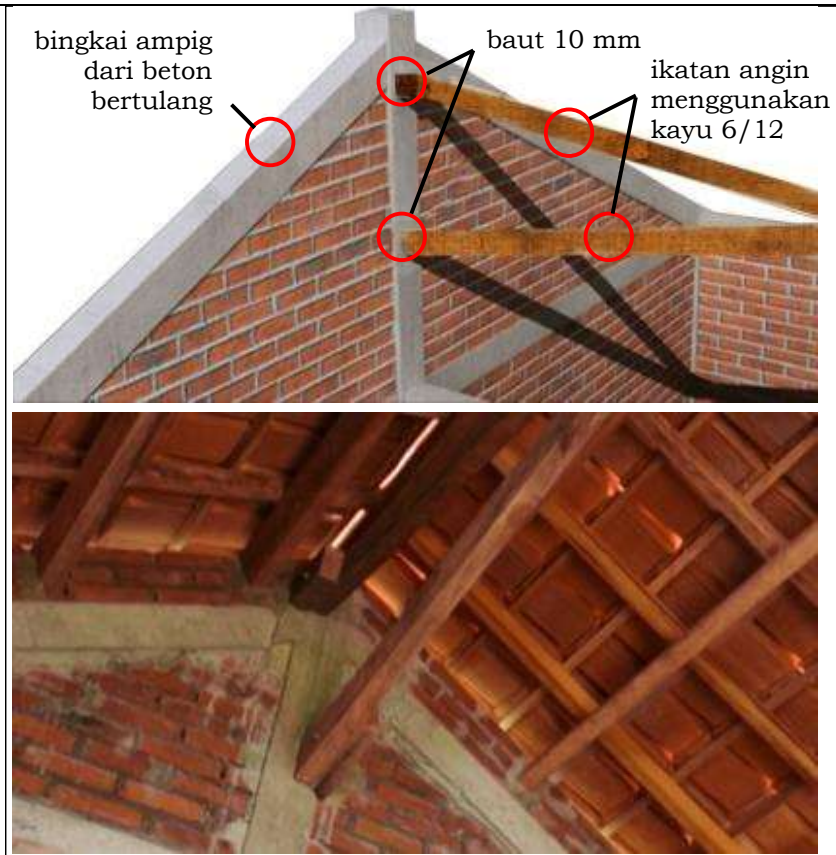 bingkai ampig
dari beton
bertulang
baut 10 mm
ikatan angin
menggunakan
kayu 6/12